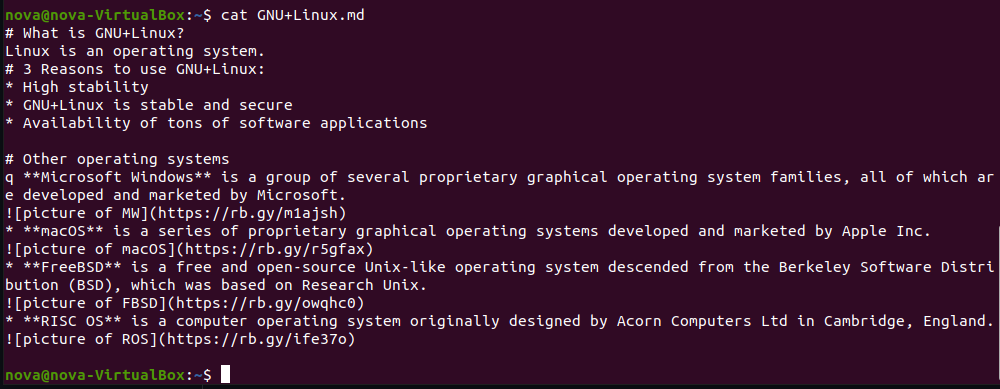 nova@nova-VirtualBox:~$ cat GNU+Linux.md
# What is GNU+Linux?
Linux is an operating system.
# 3 Reasons to use GNU+Linux:
* High stability
* GNU+Linux is stable and secure
* Availability of tons of software applications

# Other operating systems
q **Microsoft Windows** is a group of several proprietary graphical operating system families, all of which ar
e developed and marketed by Microsoft.
![picture of MW](https://rb.gy/m1ajsh)
* **macOS** is a series of proprietary graphical operating systems developed and marketed by Apple Inc.
![picture of macOS](https://rb.gy/r5gfax)
* **FreeBSD** is a free and open-source Unix-like operating system descended from the Berkeley Software Distri
bution (BSD), which was based on Research Unix.
![picture of FBSD](https://rb.gy/owqhc0)
* **RISC OS** is a computer operating system originally designed by Acorn Computers Ltd in Cambridge, England.
![picture of ROS](https://rb.gy/ife37o)

nova@nova-VirtualBox:~$